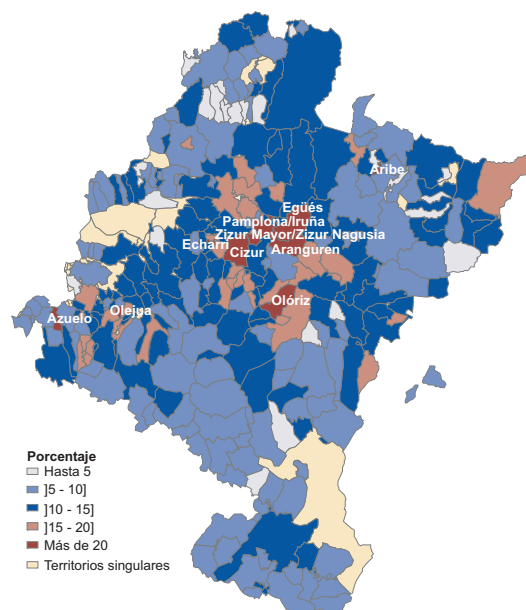 Aribe
Egüés
Pamplona/Iruña
Zizur Mayor/Zizur Nagusia
Echarri
Cizur
Aranguren
Olóriz
Azuelo
Olejua
Porcentaje
Hasta 5
]5 - 10]
]10 - 15]
]15 - 20]
Más de 20
Territorios singulares